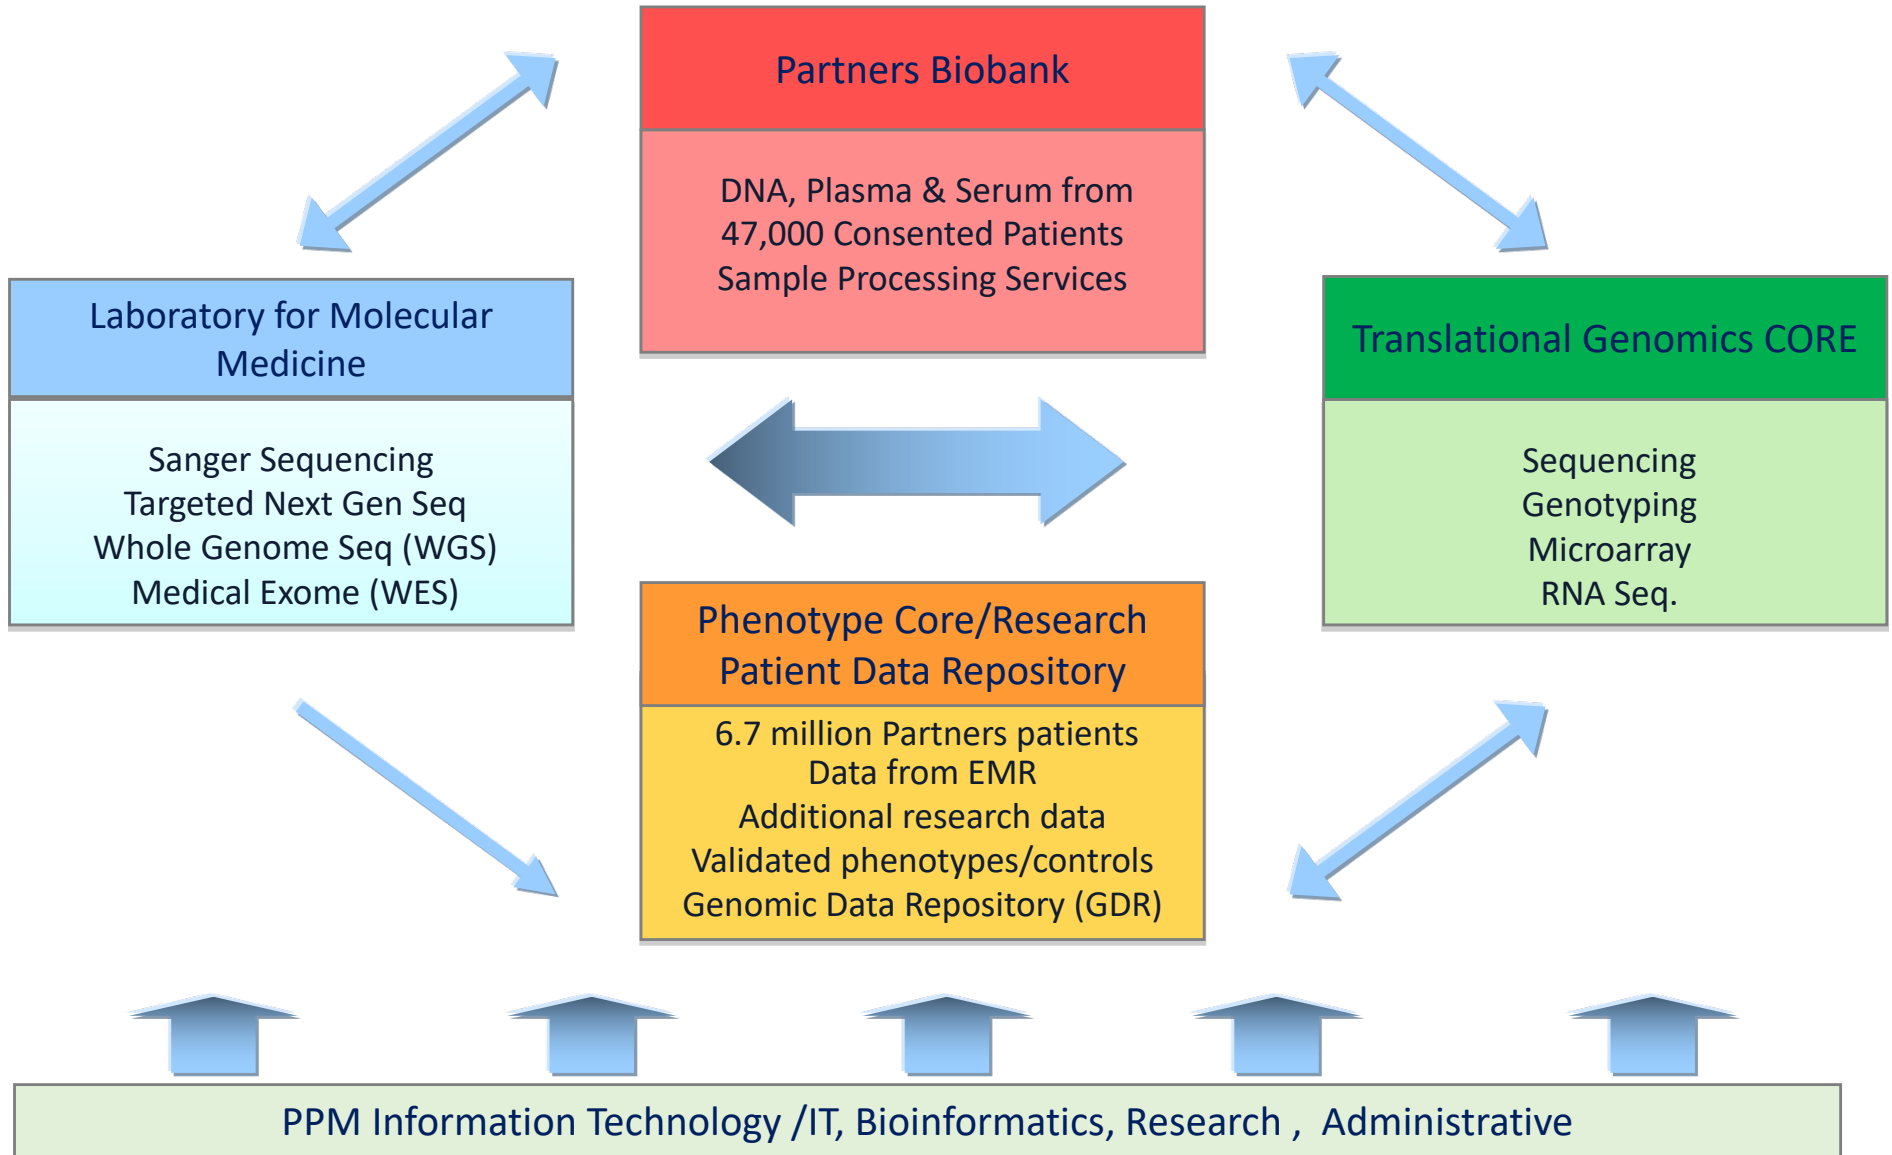 Partners Biobank
DNA, Plasma & Serum from
47,000 Consented Patients
Sample Processing Services
Laboratory for Molecular
Medicine
Sanger Sequencing
Targeted Next Gen Seq
Whole Genome Seq (WGS)
Medical Exome (WES)
Translational Genomics CORE
Sequencing
Genotyping
Microarray
RNA Seq.
Phenotype Core/Research
Patient Data Repository
6.7 million Partners patients
Data from EMR
Additional research data
Validated phenotypes/controls
Genomic Data Repository (GDR)
PPM Information Technology /IT, Bioinformatics, Research ,  Administrative